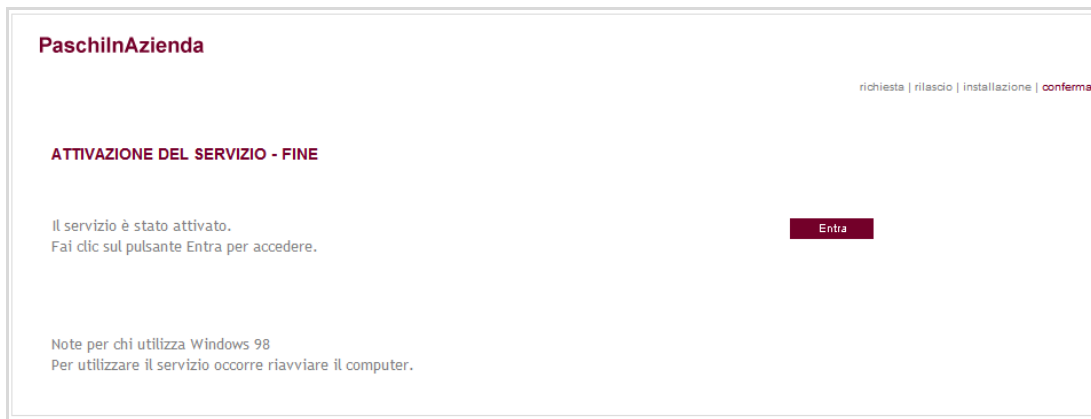 PaschiInAzienda
richiesta | rilascio | installazione | conferma
ATTIVAZIONE DEL SERVIZIO - FINE
Il servizio è stato attivato.
Fai clic sul pulsante Entra per accedere.
Entra
Note per chi utilizza Windows 98
Per utilizzare il servizio occorre riavviare il computer.